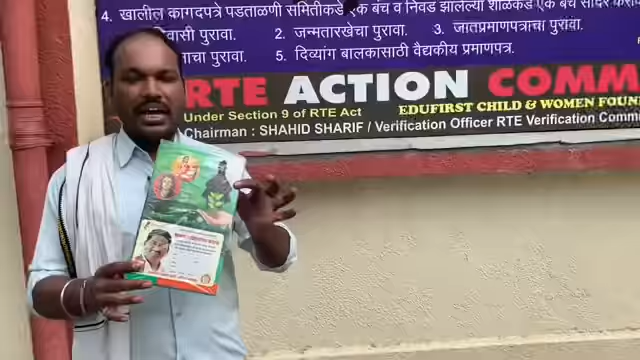 4. खालील कागदपत्रे पडताळणी समितीकडे एक बंच व निवड झालेल्या शाळेकडे एक बंच सादर करावे
वासी पुरावा. 2. जन्मतारखेचा पुरावा. 3. जातप्रमाणपत्राचा पुरावा.
पुरावा. 5. दिव्यांग बालकासाठी वैद्यकीय प्रमाणपत्र.
RTE ACTION COMM
Under Section 9 of RTE Act EDUFIRST CHILD & WOMEN FOUN
Chairman : SHAHID SHARIF / Verification Officer RTE Verification Comm